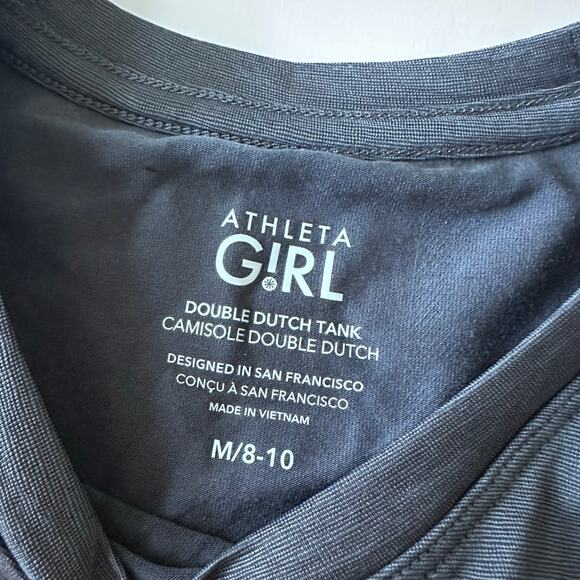 ATHLETA
G!RL
DOUBLE DUTCH TANK
CAMISOLE DOUBLE DUTCH
DESIGNED IN SAN FRANCISCO
CONÇU À SAN FRANCISCO
MADE IN VIETNAM
M/8-10